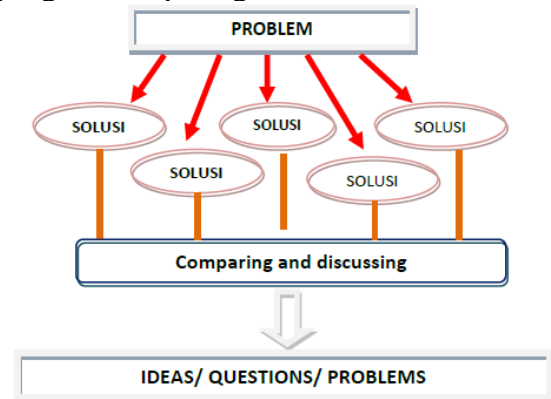 PROBLEM
SOLUSI
SOLUSI
SOLUSI
SOLUSI
SOLUSI
Comparing and discussing
IDEAS/ QUESTIONS/ PROBLEMS